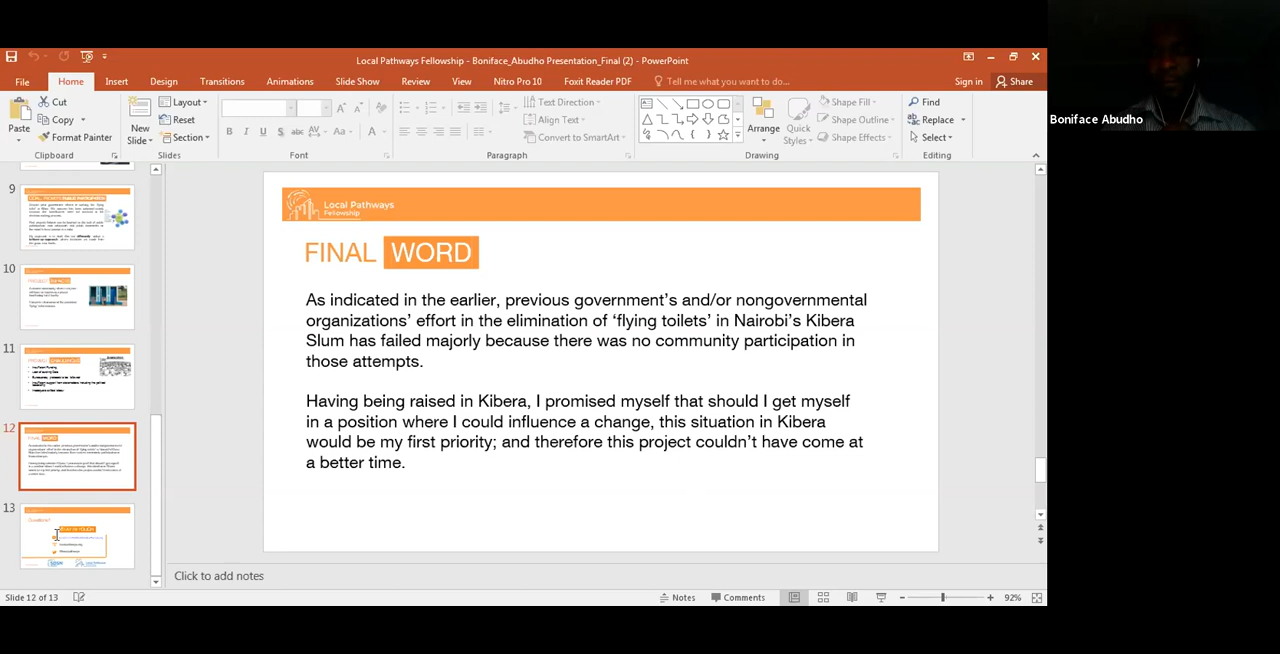 Local Pathways Fellowship - Boniface_Abudho Presentation_Final (2) - PowerPoint
File Home Insert Design Transitions Animations Slide Show Review View Nitro Pro 10 Foxit Reader PDF Tell me what you want to do... Sign in Share
Paste
Cut
Copy
Format Painter
Clipboard
New
Slide
Layout
Reset
Section
Slides
B I U S abc AV Aa A
Font
Text Direction
Align Text
Convert to SmartArt
Paragraph
Arrange
Quick
Styles
Shape Fill
Shape Outline
Shape Effects
Drawing
Find
Replace
Select
Editing
Boniface Abudho
9
10
11
12
FINAL WORD
13
Questions?
Local Pathways
Fellowship
FINAL WORD
As indicated in the earlier, previous government's and/or nongovernmental
organizations' effort in the elimination of 'flying toilets' in Nairobi's Kibera
Slum has failed majorly because there was no community participation in
those attempts.
Having being raised in Kibera, I promised myself that should I get myself
in a position where I could influence a change, this situation in Kibera
would be my first priority, and therefore this project couldn't have come at
a better time.
Click to add notes
Slide 12 of 13
Notes Comments 92%